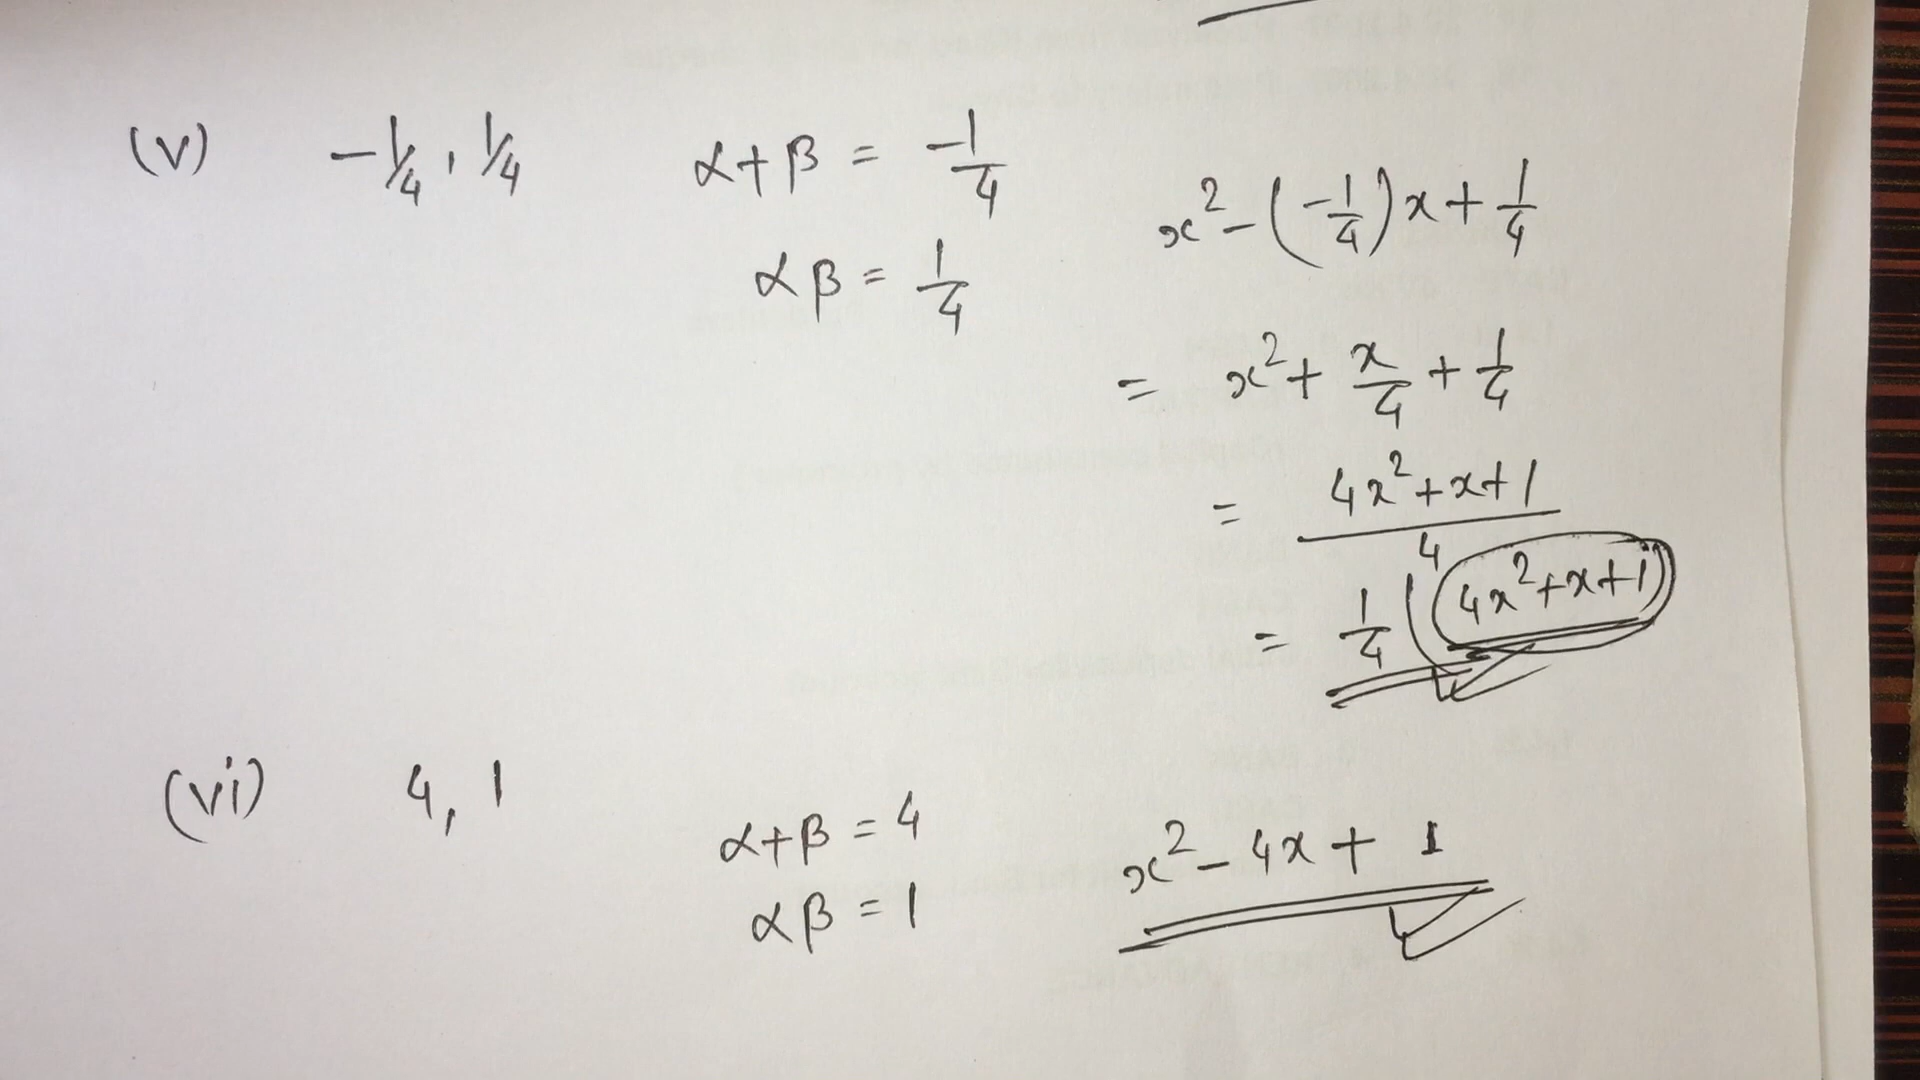 (v) -1/4, 1/4 α+β = -1/4
αβ = 1/4
x² - (-1/4)x + 1/4
= x² + x/4 + 1/4
= 4x²+x+1 / 4
= 1/4 (4x²+x+1)
(vi) 4, 1 α+β = 4
αβ = 1
x² - 4x + 1